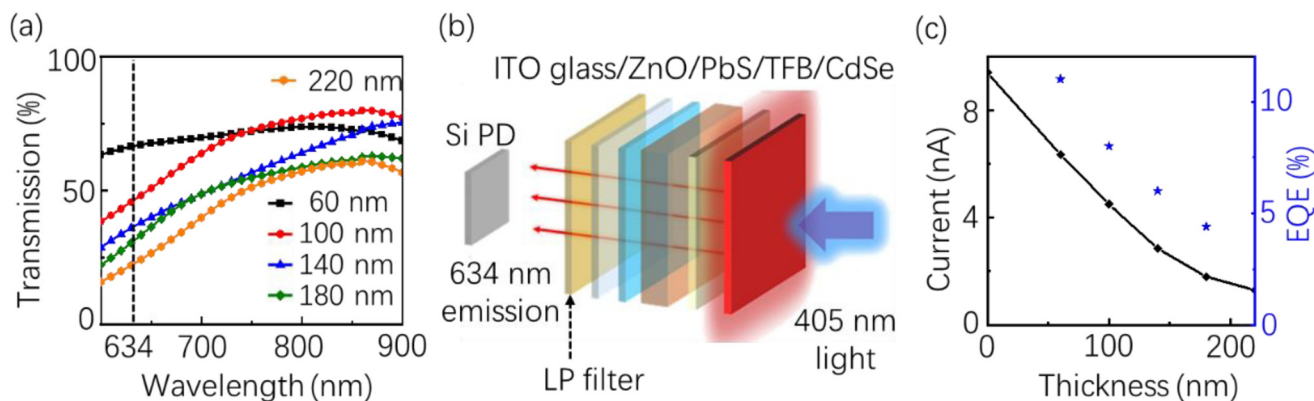 (a)
100
50
0
Transmission (%)
220 nm
60 nm
100 nm
140 nm
180 nm
634
700
800
900
Wavelength (nm)
(b)
ITO glass/ZnO/PbS/TFB/CdSe
Si PD
634 nm
emission
LP filter
405 nm
light
(c)
8
4
0
Current (nA)
10
5
0
EQE (%)
0
100
200
Thickness (nm)